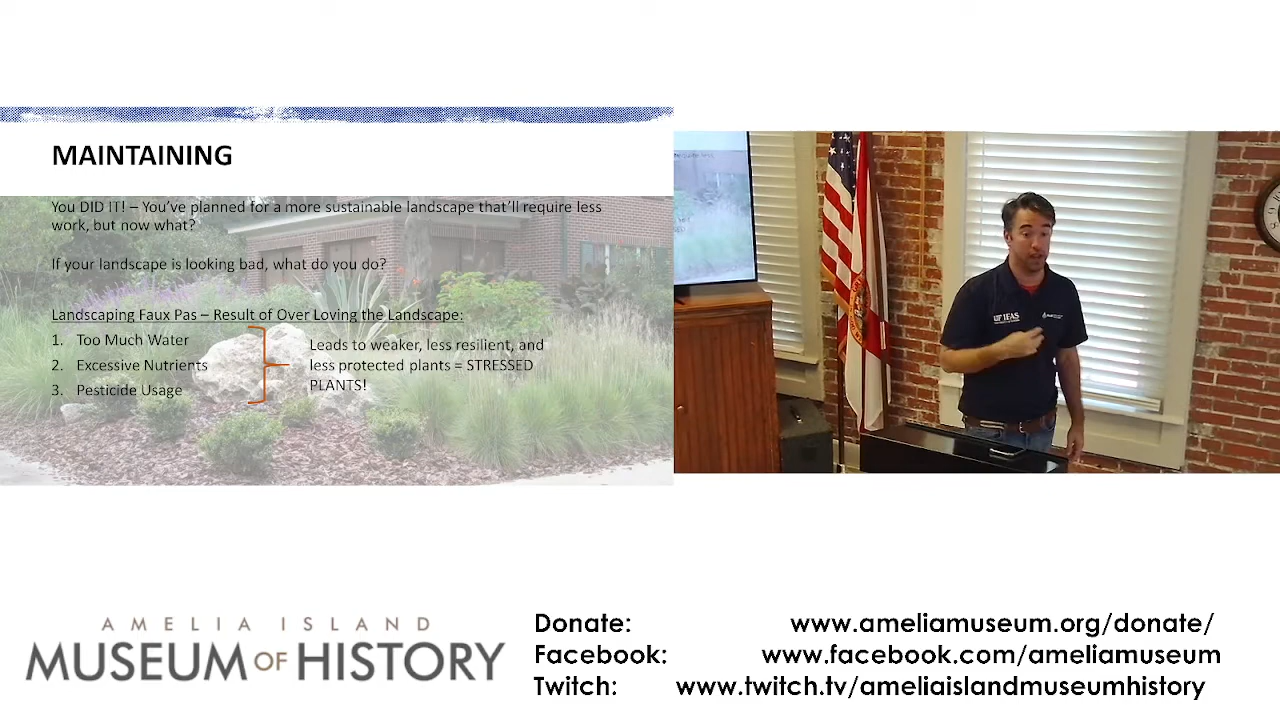 MAINTAINING
You DID IT! – You've planned for a more sustainable landscape that'll require less
work, but now what?
If your landscape is looking bad, what do you do?
Landscaping Faux Pas – Result of Over Loving the Landscape:
1. Too Much Water
2. Excessive Nutrients
3. Pesticide Usage
Leads to weaker, less resilient, and
less protected plants = STRESSED
PLANTS!
UF IFAS
AMELIA ISLAND
MUSEUM OF HISTORY
Donate: www.ameliamuseum.org/donate/
Facebook: www.facebook.com/ameliamuseum
Twitch: www.twitch.tv/ameliaislandmuseumhistory